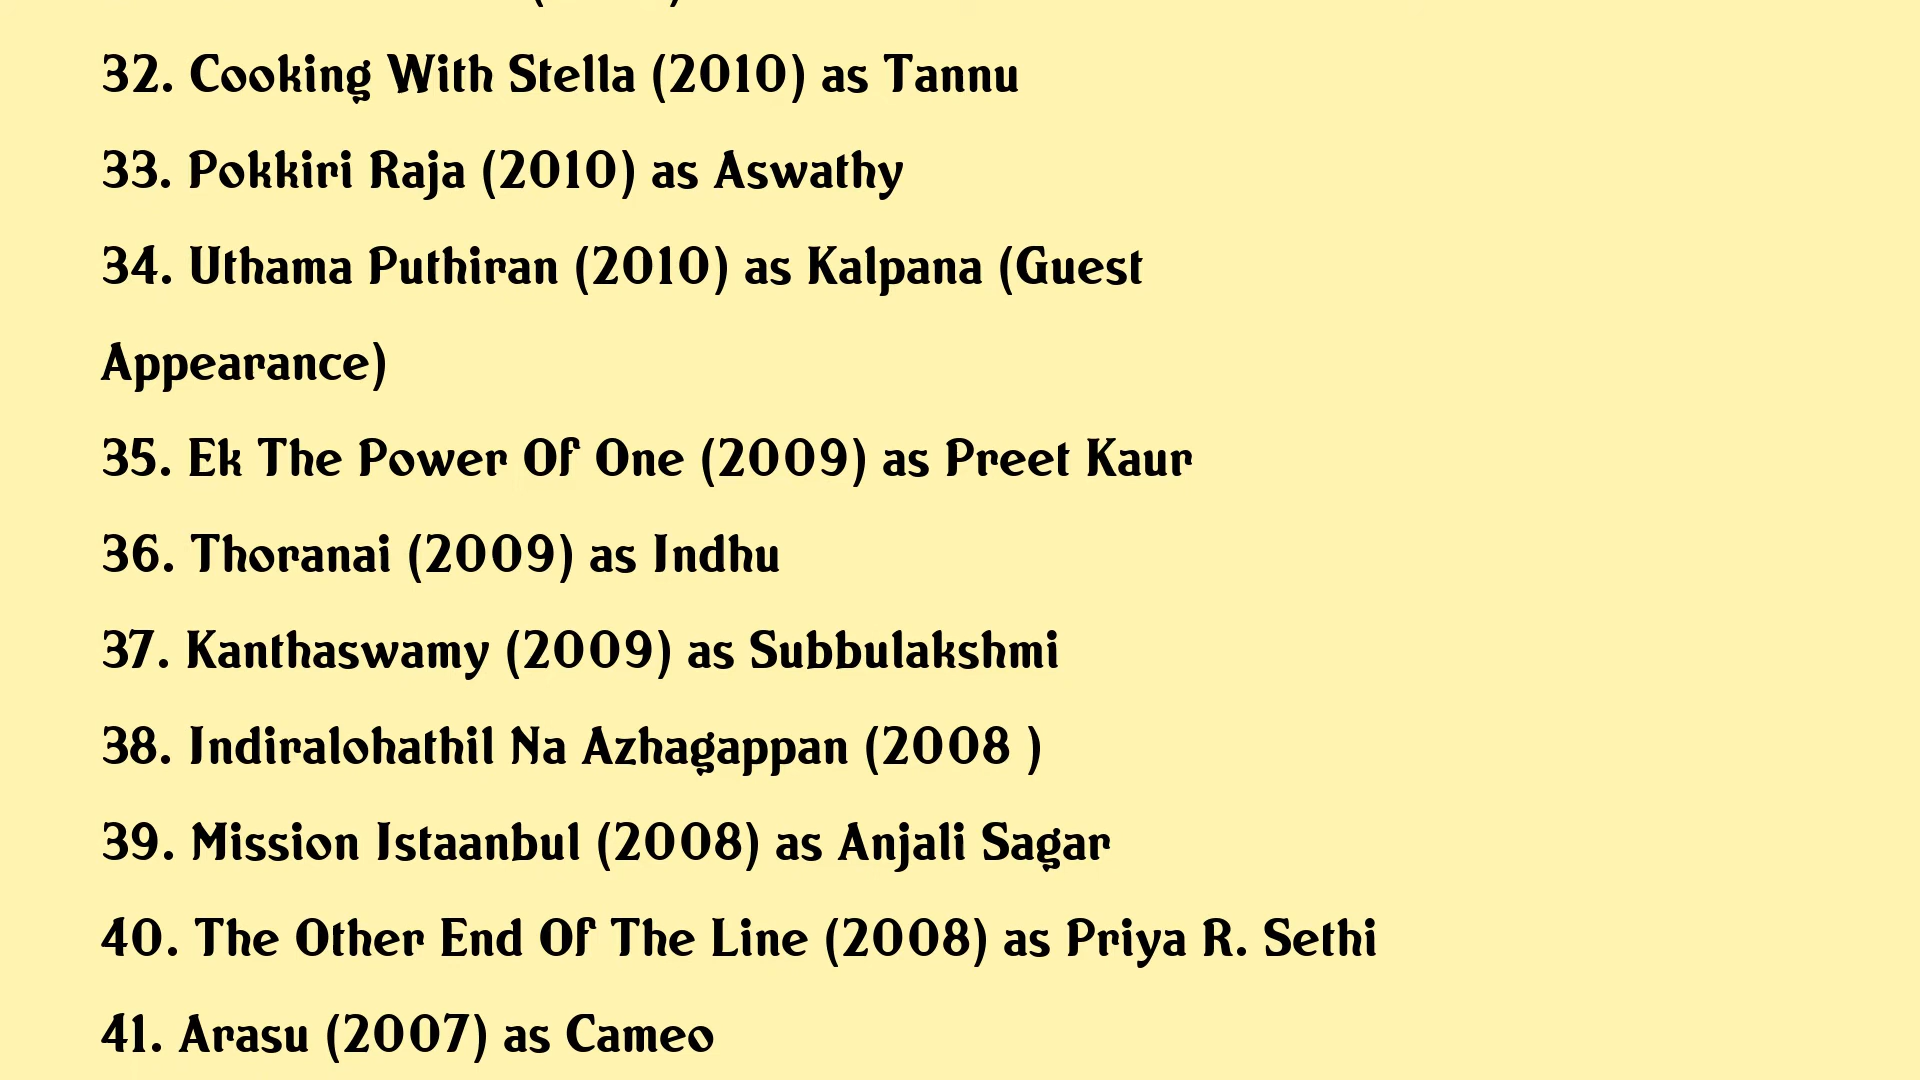 32. Cooking With Stella (2010) as Tannu
33. Pokkiri Raja (2010) as Aswathy
34. Uthama Puthiran (2010) as Kalpana (Guest
Appearance)
35. Ek The Power Of One (2009) as Preet Kaur
36. Thoranai (2009) as Indhu
37. Kanthaswamy (2009) as Subbulakshmi
38. Indiralohathil Na Azhagappan (2008 )
39. Mission Istaanbul (2008) as Anjali Sagar
40. The Other End Of The Line (2008) as Priya R. Sethi
41. Arasu (2007) as Cameo